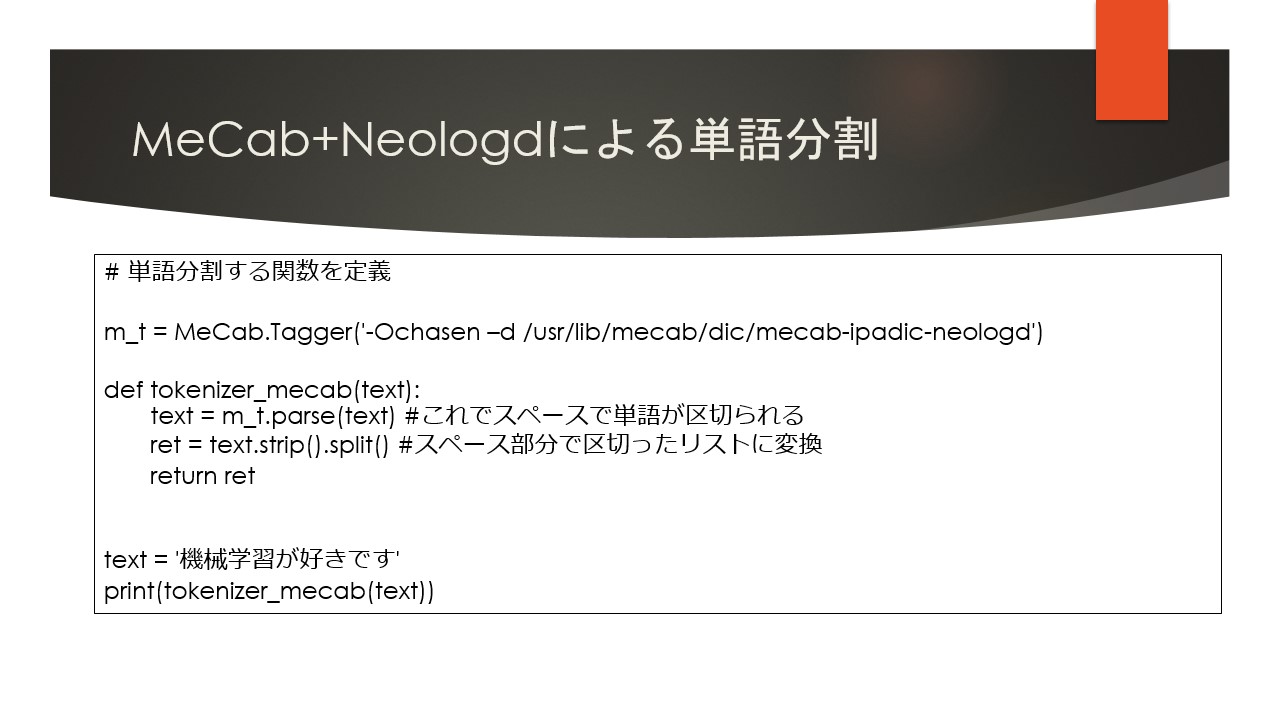 MeCab+Neologdによる単語分割
# 単語分割する関数を定義
m_t = MeCab.Tagger('-Ochasen –d /usr/lib/mecab/dic/mecab-ipadic-neologd')
def tokenizer_mecab(text):
text = m_t.parse(text) #これでスペースで単語が区切られる
ret = text.strip().split() #スペース部分で区切ったリストに変換
return ret
text = '機械学習が好きです'
print(tokenizer_mecab(text))